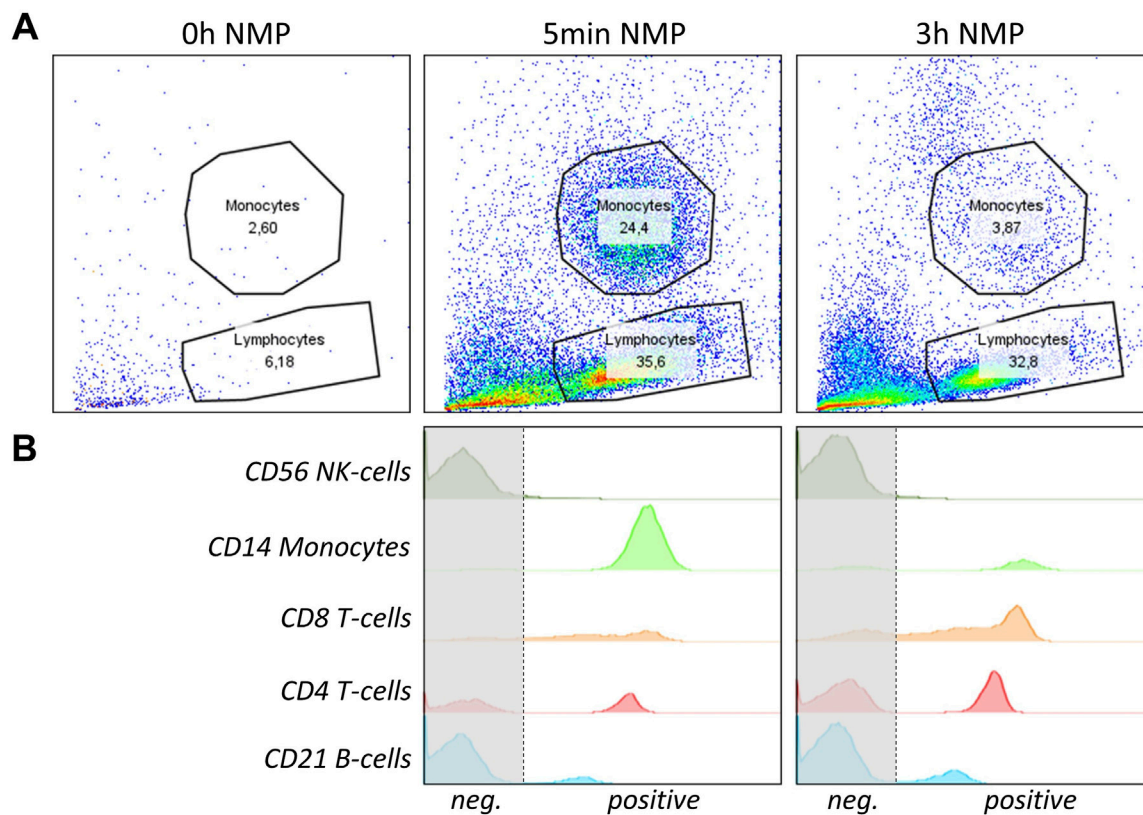 A
0h NMP
5min NMP
3h NMP
Monocytes
2,60
Lymphocytes
6,18
Monocytes
24,4
Lymphocytes
35,6
Monocytes
3,87
Lymphocytes
32,8
B
CD56 NK-cells
CD14 Monocytes
CD8 T-cells
CD4 T-cells
CD21 B-cells
neg.
positive
neg.
positive